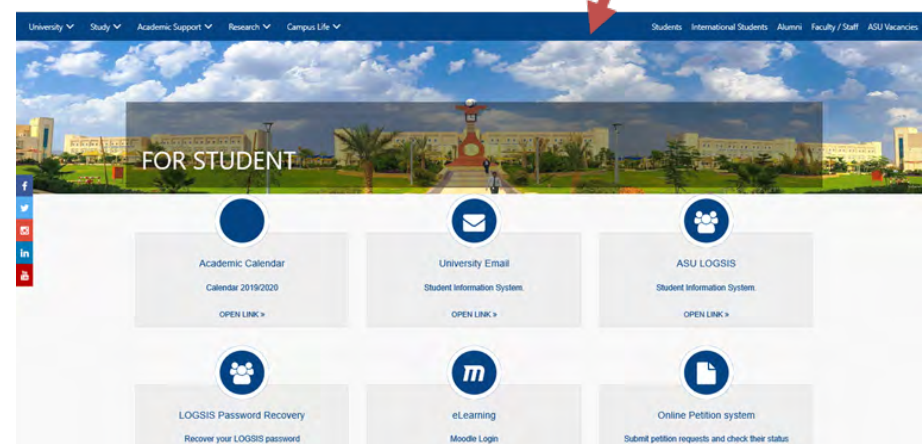 University Study Academic Support Research Campus Life Students International Students Alumni Faculty / Staff ASU Vacancies
FOR STUDENT
Academic Calendar
Calendar 2019/2020
OPEN LINK »
University Email
Student Information System.
OPEN LINK »
ASU LOGSIS
Student Information System.
OPEN LINK »
LOGSIS Password Recovery
Recover your LOGSIS password
m
eLearning
Moodle Login
Online Petition system
Submit petition requests and check their status